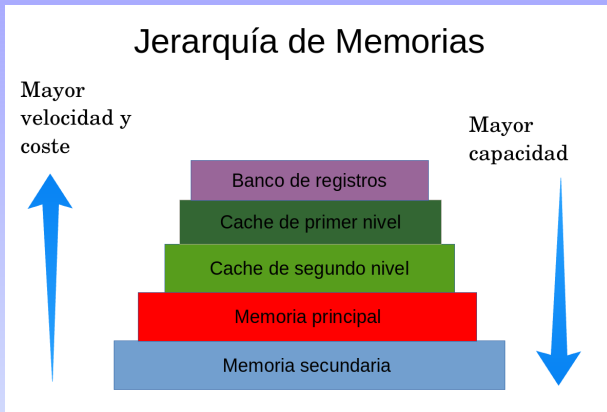 Jerarquía de Memorias
Mayor
velocidad y
coste
Mayor
capacidad
Banco de registros
Cache de primer nivel
Cache de segundo nivel
Memoria principal
Memoria secundaria